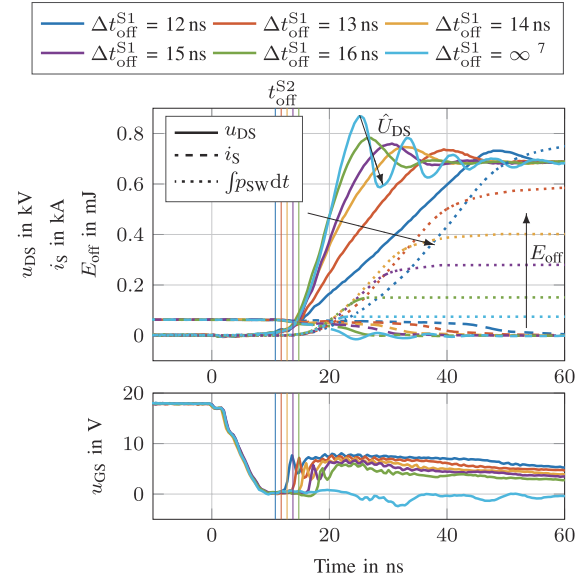 Δt_off^S1 = 12 ns Δt_off^S1 = 13 ns Δt_off^S1 = 14 ns
Δt_off^S1 = 15 ns Δt_off^S1 = 16 ns Δt_off^S1 = ∞ ⁷
t_off^S2
u_DS in kV
i_S in kA
E_off in mJ
0.8
0.6
0.4
0.2
0
u_DS
i_S
∫p_SW dt
Û_DS
E_off
0 20 40 60
u_GS in V
20
10
0
0 20 40 60
Time in ns